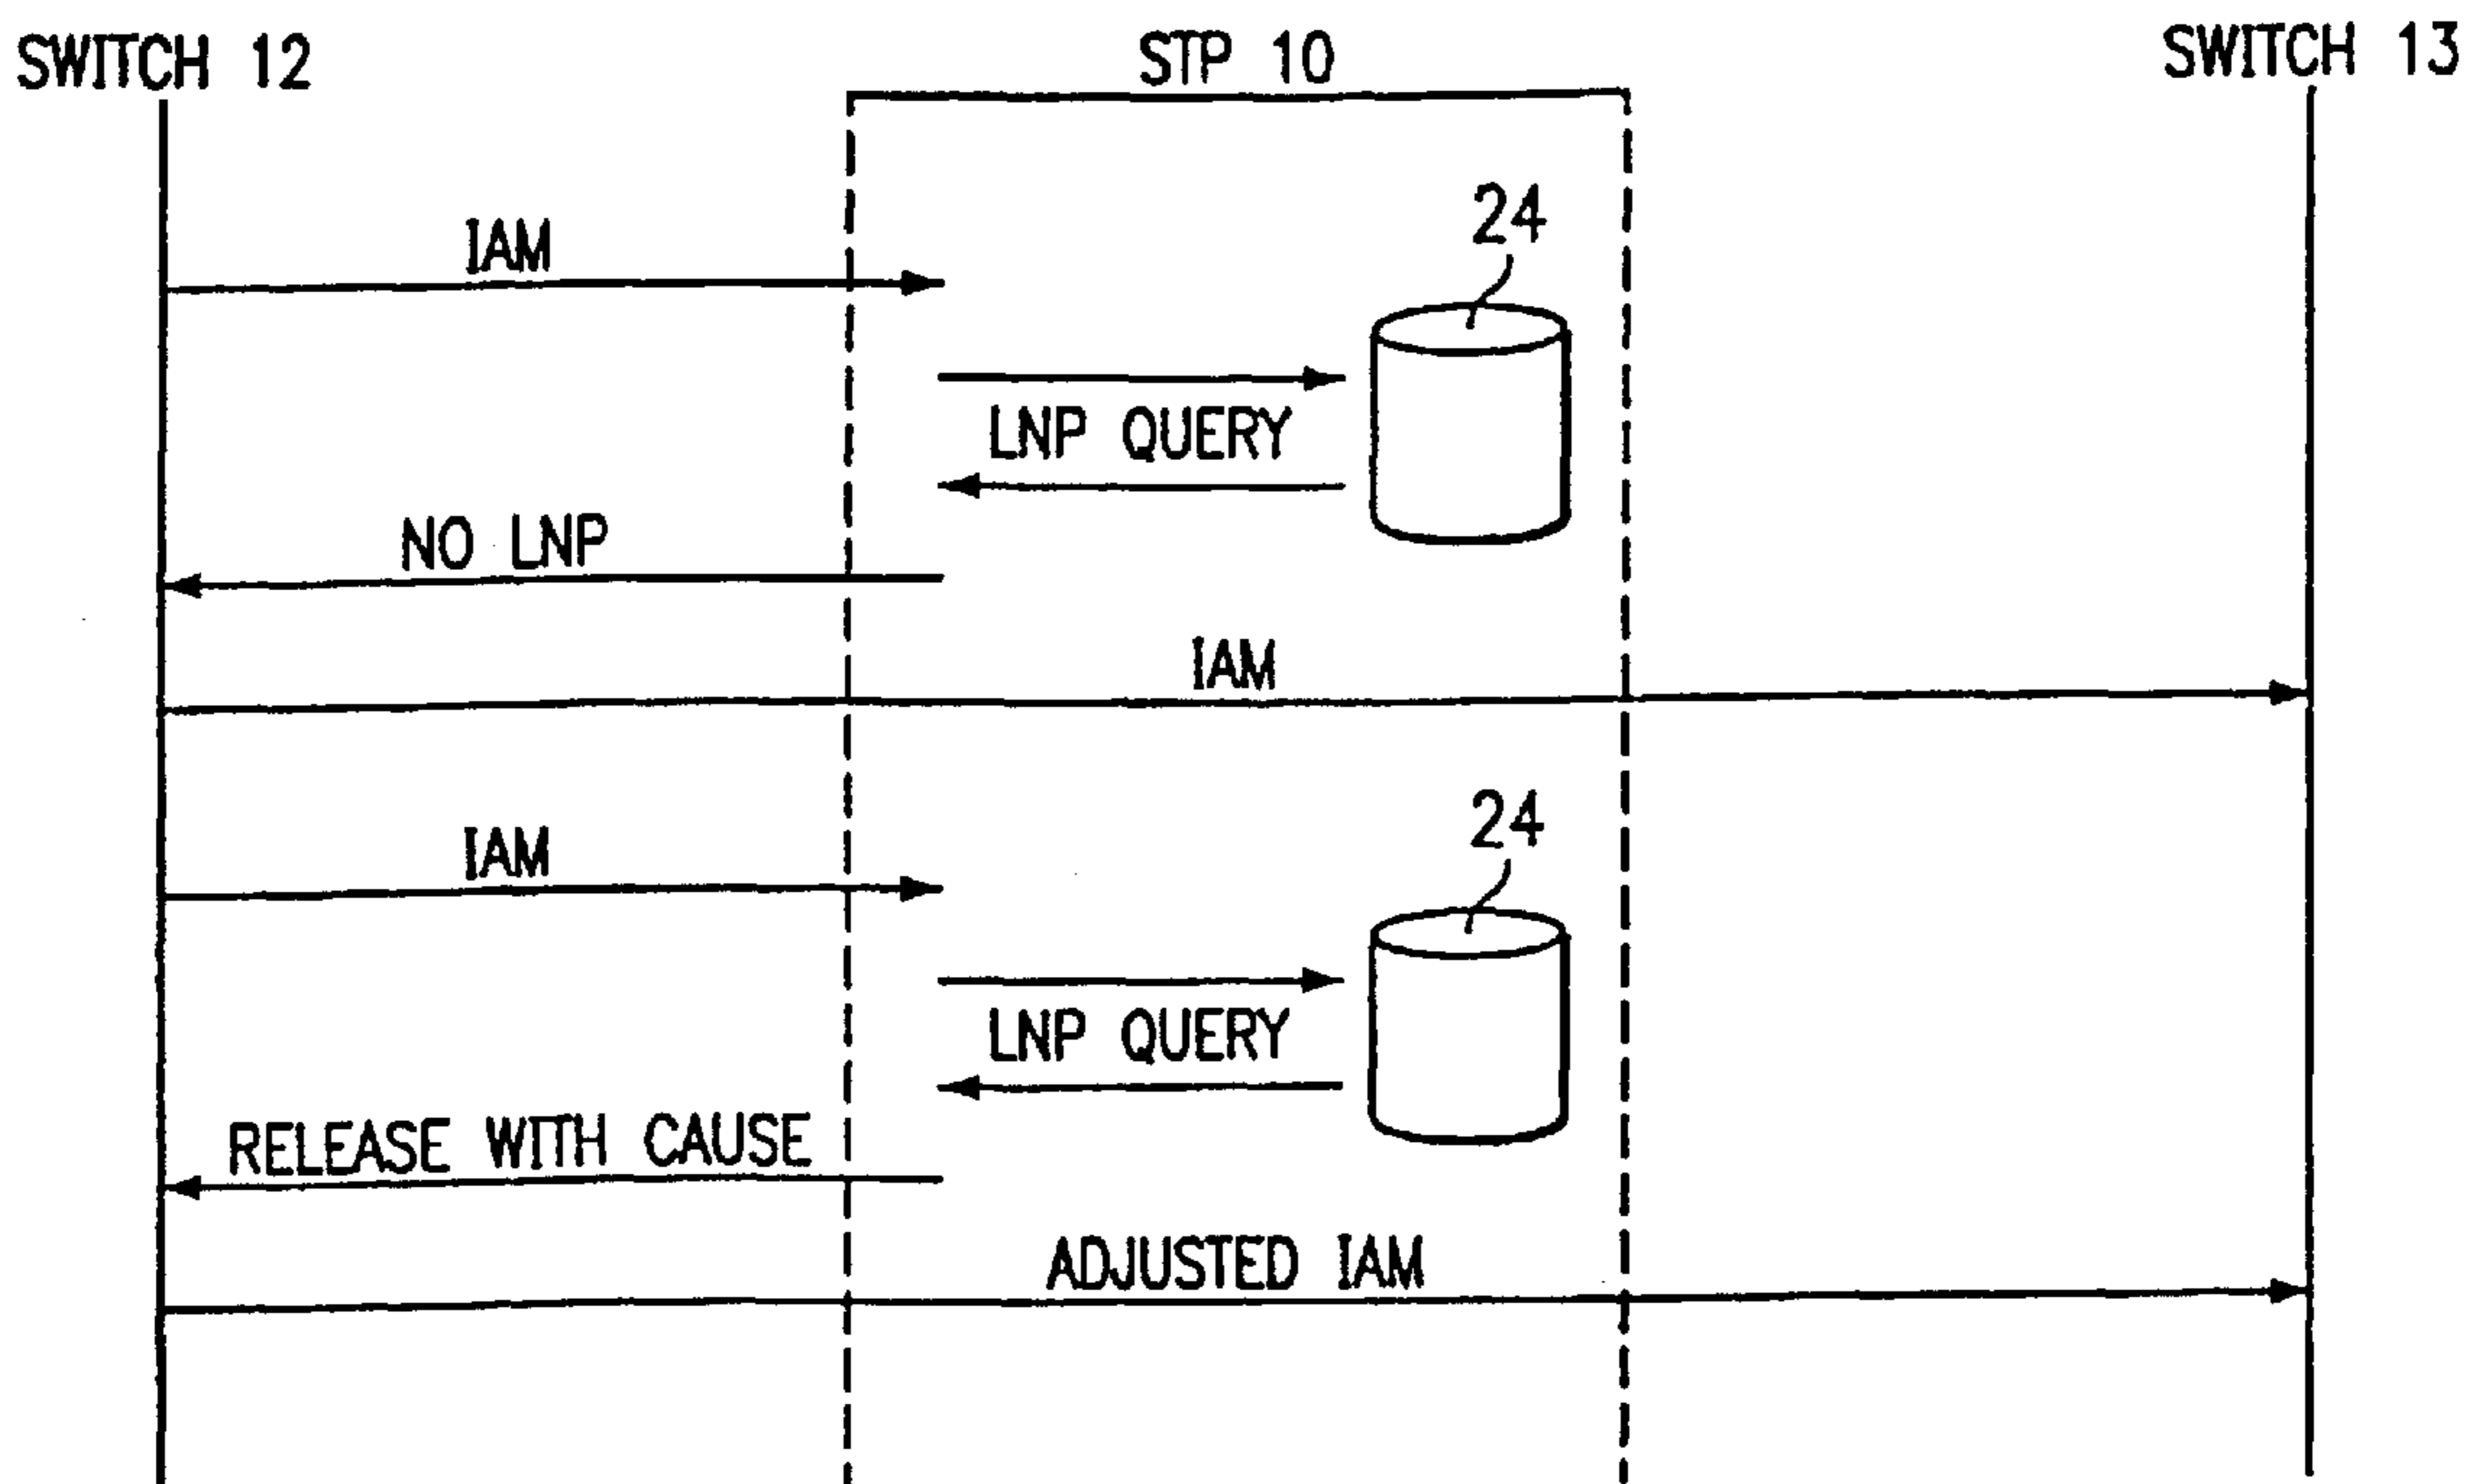 SWITCH 12
STP 10
SWITCH 13
IAM
24
LNP QUERY
NO LNP
IAM
IAM
24
LNP QUERY
RELEASE WITH CAUSE
ADJUSTED IAM